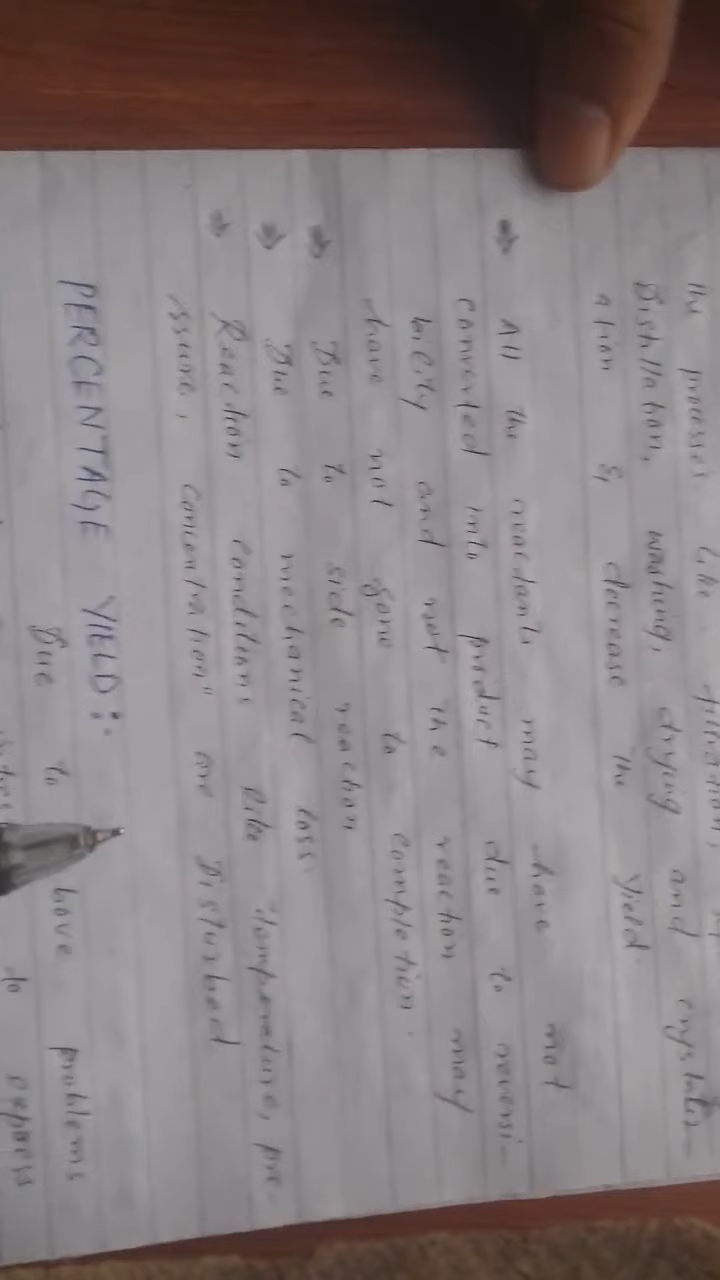 The processes like filtration,
Distillation, washing, drying and crystaliz-
ation & decrease the yield.
⇒ All the reactants may have not
converted into product due to reversi-
bility and not the reaction may
have not gone to completion.
⇒ Due to side reaction
⇒ Due to mechanical loss
⇒ Reaction conditions like "temperature, pre-
ssure, concentration" are Disturbed
PERCENTAGE YIELD:-
Due to bove problems
to express